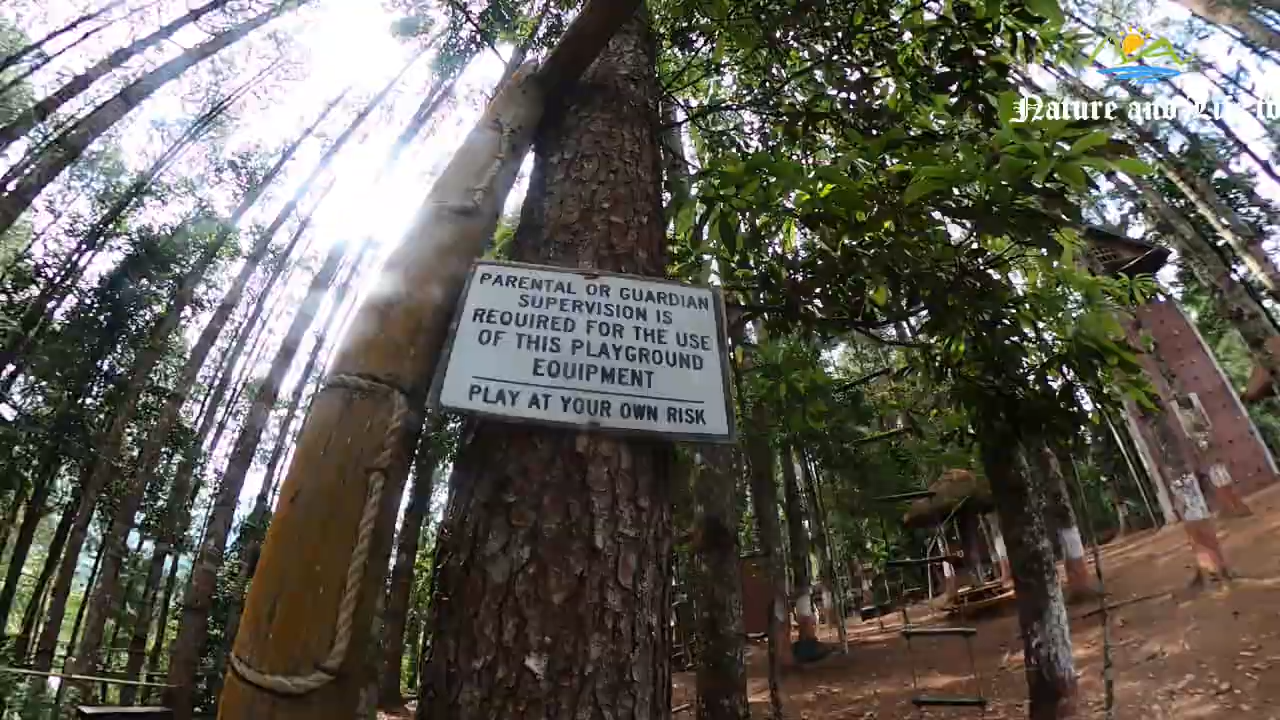 Nature and
PARENTAL OR GUARDIAN
SUPERVISION IS
REQUIRED FOR THE USE
OF THIS PLAYGROUND
EQUIPMENT
PLAY AT YOUR OWN RISK